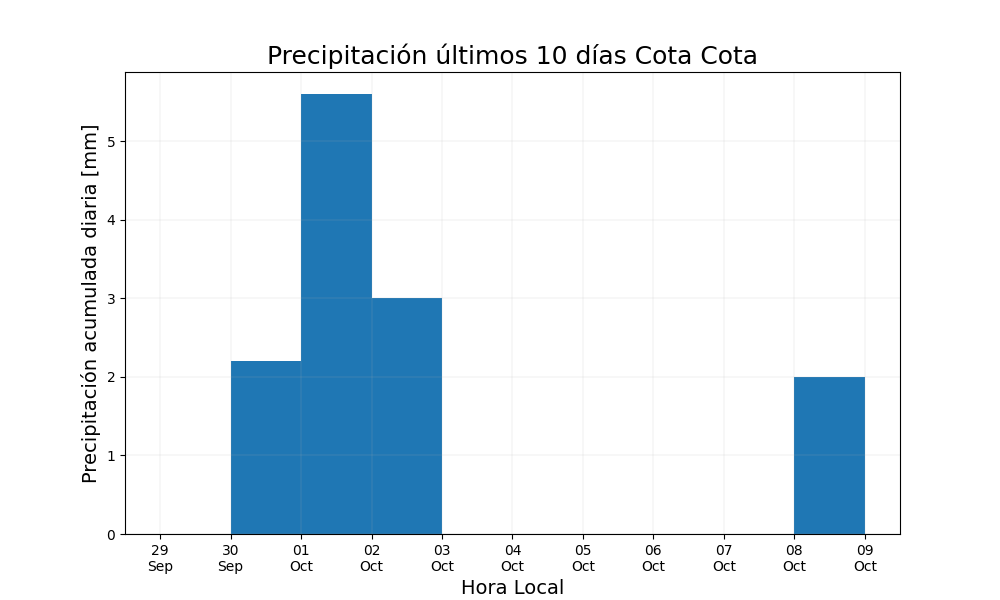 Precipitación últimos 10 días Cota Cota
Precipitación acumulada diaria [mm]
5
4
3
2
1
0
29 30 01 02 03 04 05 06 07 08 09
Sep Sep Oct Oct Oct Oct Oct Oct Oct Oct Oct
Hora Local